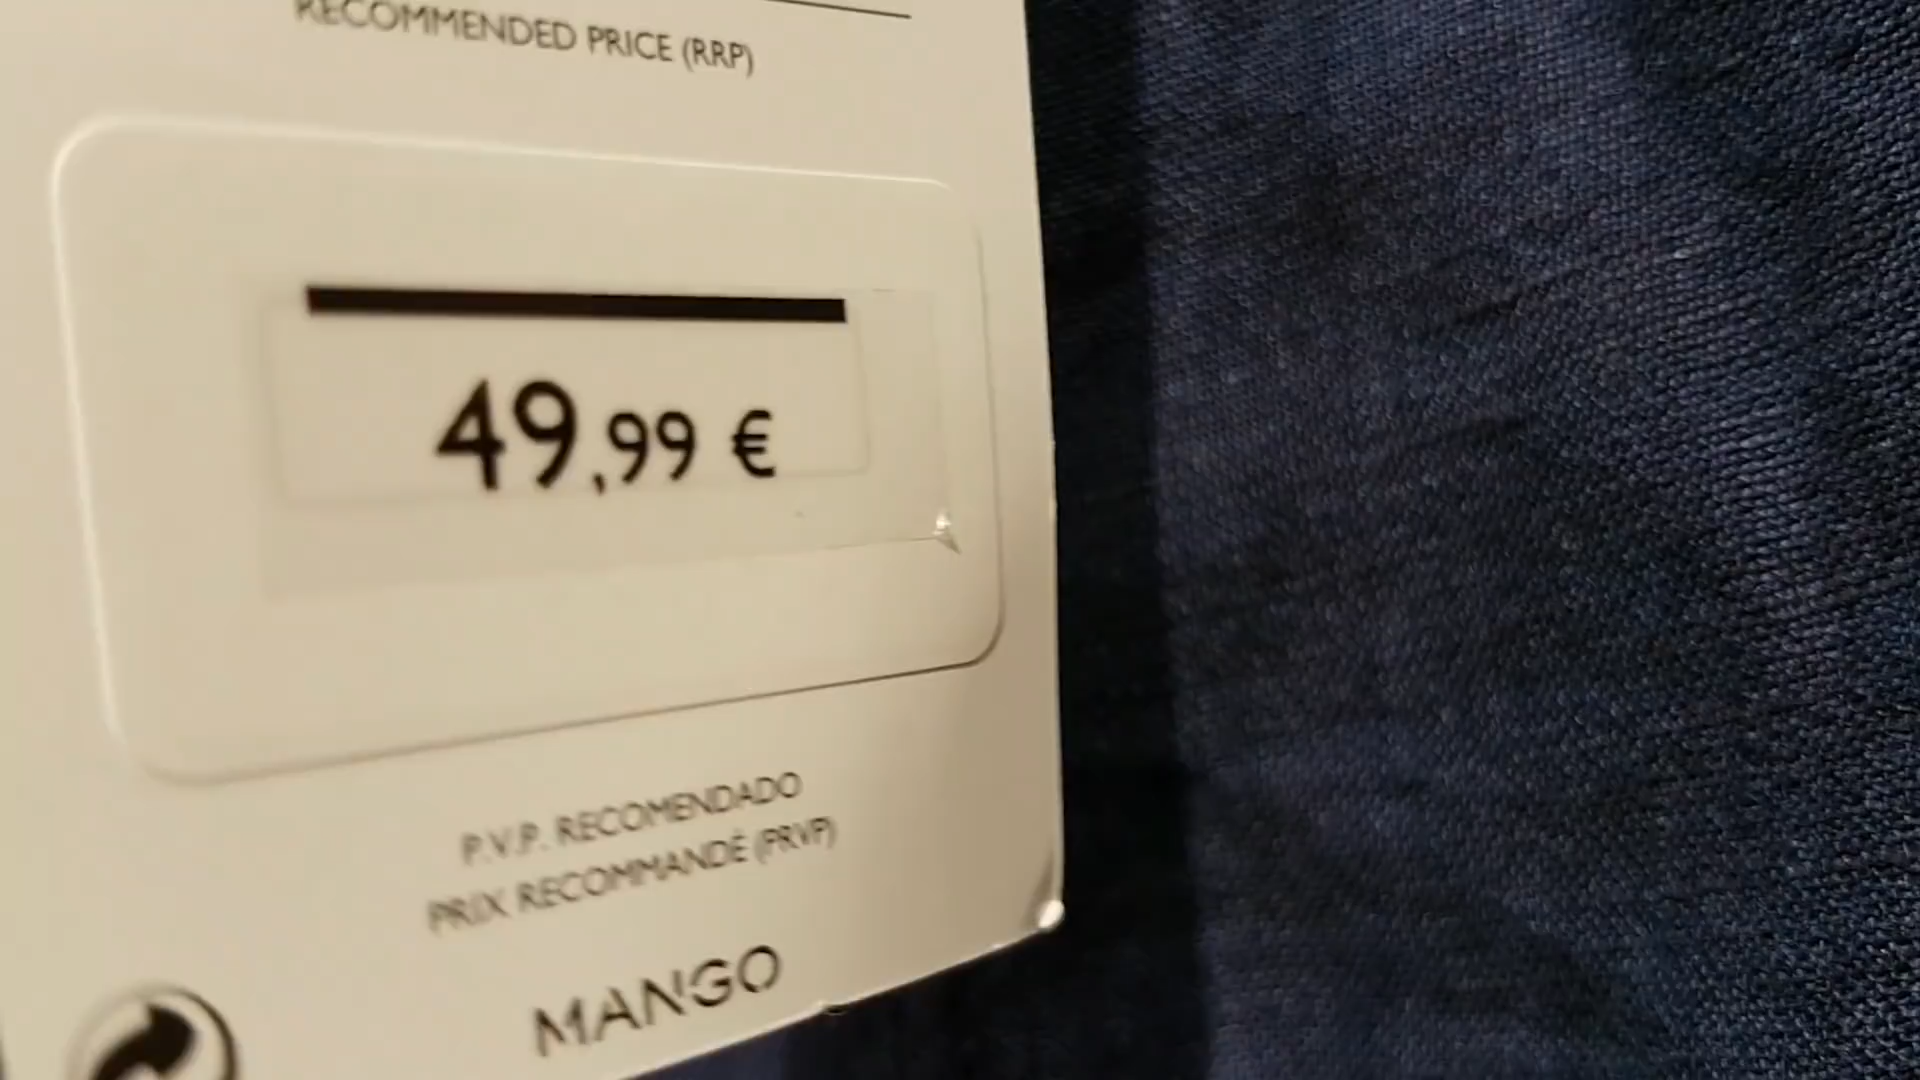 RECOMMENDED PRICE (RRP)
49,99 €
P.V.P. RECOMENDADO
PRIX RECOMMANDÉ (PRVP)
MANGO